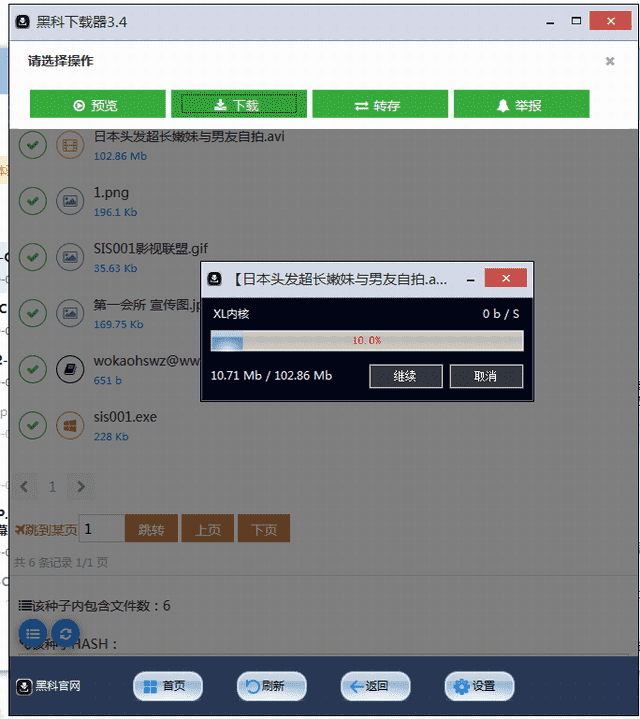 黑科下载器3.4
请选择操作
预览
下载
转存
举报
日本头发超长嫩妹与男友自拍.avi
102.86 Mb
1.png
196.1 Kb
SIS001影视联盟.gif
35.63 Kb
第一会所 宣传图.jp
169.75 Kb
wokaohswz@ww
651 b
sis001.exe
228 Kb
【日本头发超长嫩妹与男友自拍.a...
XL内核
0 b / S
10.0%
10.71 Mb / 102.86 Mb
继续
取消
1
跳到某页
1
跳转
上页
下页
共 6 条记录 1/1 页
该种子内包含文件数：6
该种子HASH：
黑科官网
首页
刷新
返回
设置